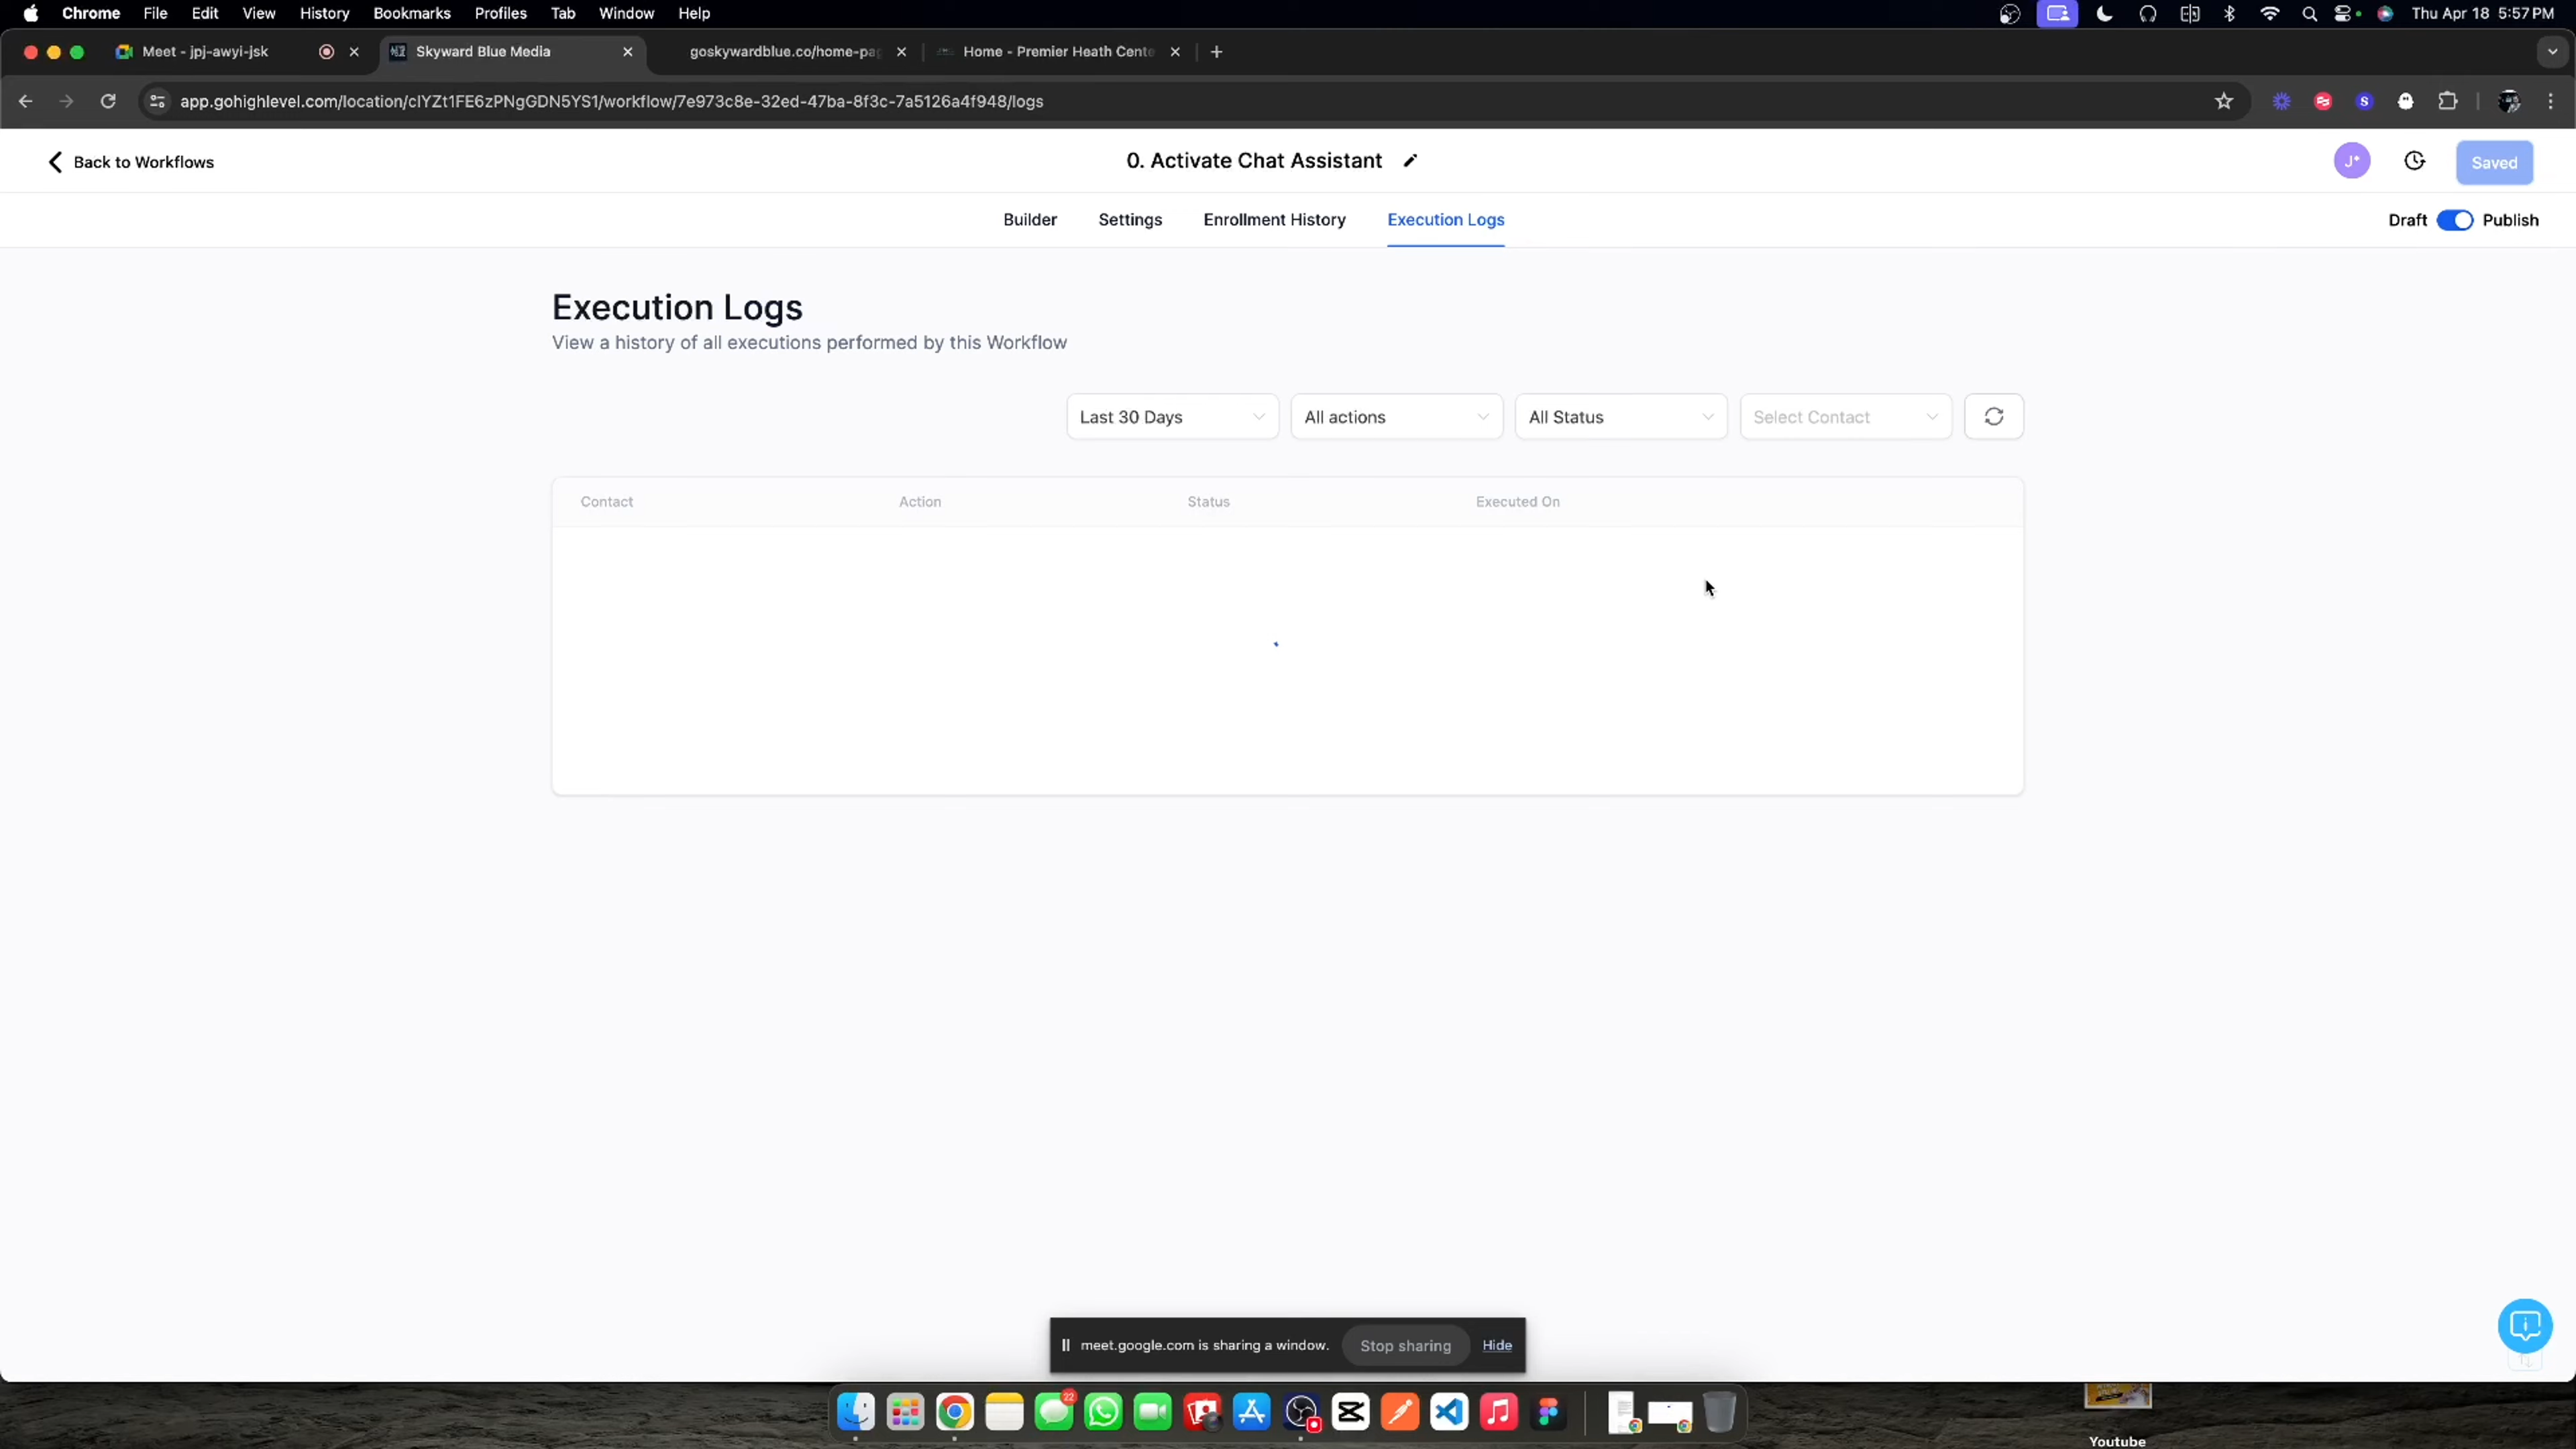 Chrome File Edit View History Bookmarks Profiles Tab Window Help Thu Apr 18 5:57 PM
Meet - jpj-awyi-jsk Skyward Blue Media goskywardblue.co/home-pag Home - Premier Heath Cente
app.gohighlevel.com/location/clYZt1FE6zPNgGDN5YS1/workflow/7e973c8e-32ed-47ba-8f3c-7a5126a4f948/logs
Back to Workflows 0. Activate Chat Assistant J* Saved
Builder Settings Enrollment History Execution Logs Draft Publish
Execution Logs
View a history of all executions performed by this Workflow
Last 30 Days All actions All Status Select Contact
Contact Action Status Executed On
meet.google.com is sharing a window. Stop sharing Hide
22
Youtube